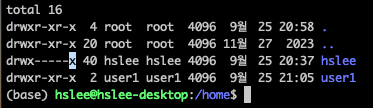 total 16
drwxr-xr-x  4 root  root  4096  9월  25 20:58 .
drwxr-xr-x 20 root  root  4096 11월  27  2023 ..
drwx-----x 40 hslee hslee 4096  9월  25 20:37 hslee
drwxr-xr-x  2 user1 user1 4096  9월  25 21:05 user1
(base) hslee@hslee-desktop:/home$